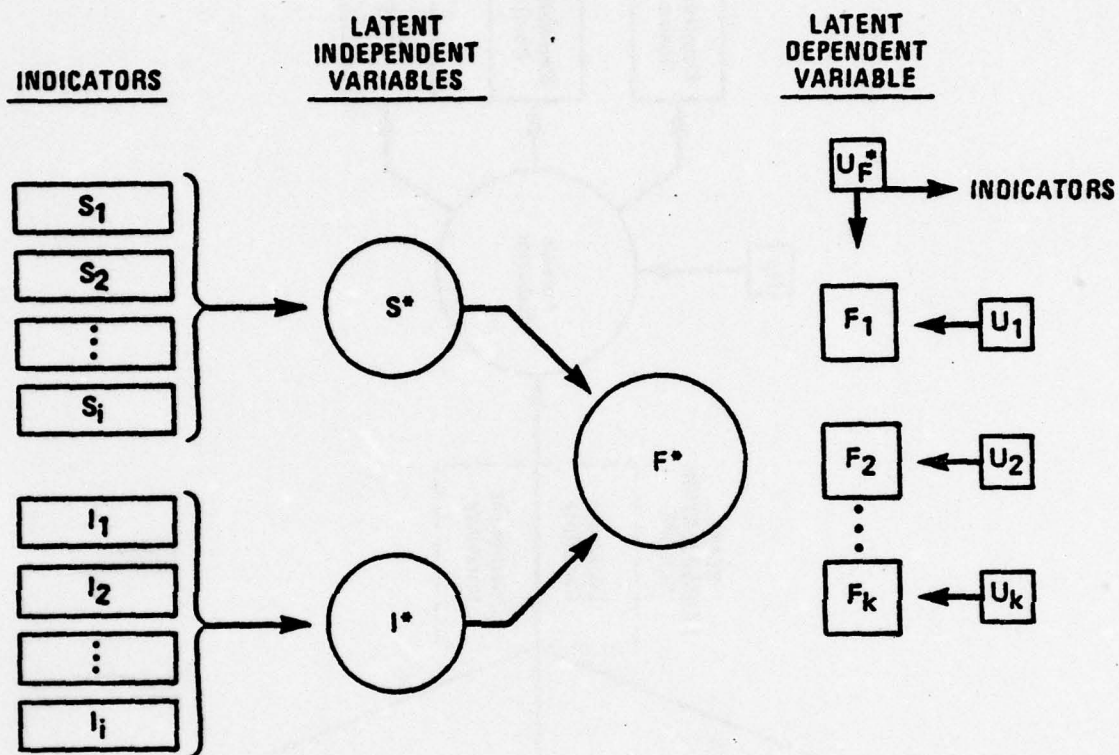 INDICATORS
LATENT
INDEPENDENT
VARIABLES
LATENT
DEPENDENT
VARIABLE
S₁
S₂
⋮
Sᵢ
I₁
I₂
⋮
Iᵢ
S*
I*
F*
U_F*
INDICATORS
F₁
U₁
F₂
U₂
⋮
Fₖ
Uₖ